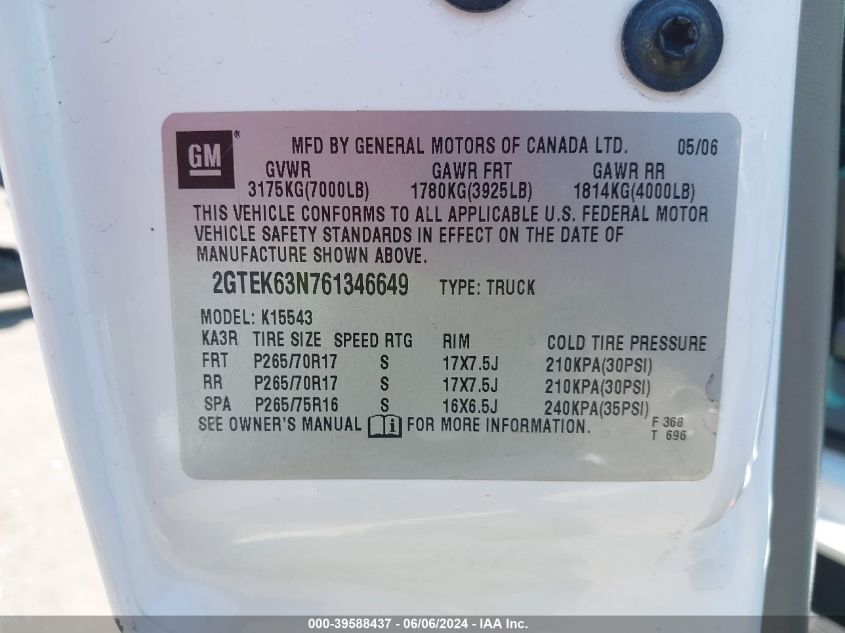 GM ® MFD BY GENERAL MOTORS OF CANADA LTD. 05/06
GVWR GAWR FRT GAWR RR
3175KG(7000LB) 1780KG(3925LB) 1814KG(4000LB)
THIS VEHICLE CONFORMS TO ALL APPLICABLE U.S. FEDERAL MOTOR
VEHICLE SAFETY STANDARDS IN EFFECT ON THE DATE OF
MANUFACTURE SHOWN ABOVE.
2GTEK63N761346649 TYPE: TRUCK
MODEL: K15543
KA3R TIRE SIZE SPEED RTG RIM COLD TIRE PRESSURE
FRT P265/70R17 S 17X7.5J 210KPA(30PSI)
RR P265/70R17 S 17X7.5J 210KPA(30PSI)
SPA P265/75R16 S 16X6.5J 240KPA(35PSI)
SEE OWNER'S MANUAL i FOR MORE INFORMATION. F 368
T 696
000-39588437 - 06/06/2024 - IAAI - Copart, Inc.